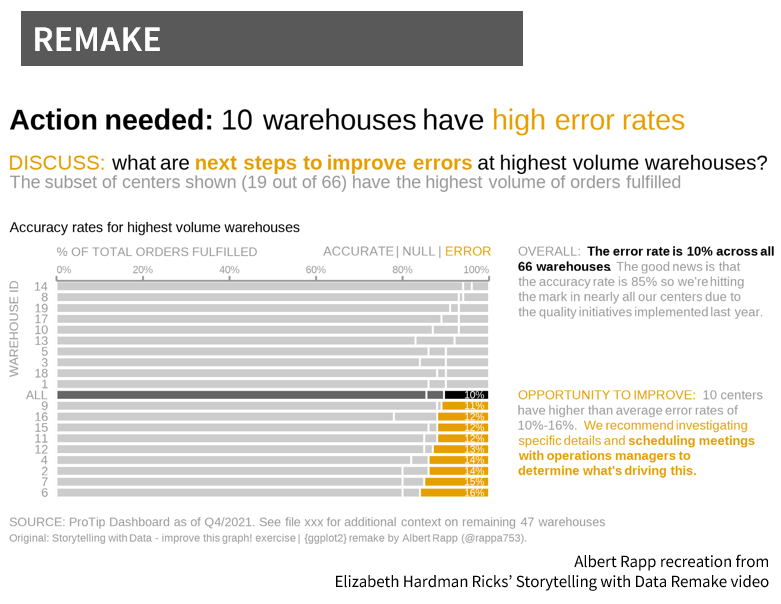 REMAKE
Action needed: 10 warehouses have high error rates
DISCUSS: what are next steps to improve errors at highest volume warehouses?
The subset of centers shown (19 out of 66) have the highest volume of orders fulfilled
Accuracy rates for highest volume warehouses
% OF TOTAL ORDERS FULFILLED
ACCURATE | NULL | ERROR
0% 20% 40% 60% 80% 100%
WAREHOUSE ID
14
8
19
17
10
13
5
3
18
1
ALL 10%
9 11%
16 12%
15 12%
11 12%
12 13%
4 14%
2 14%
7 15%
6 16%
OVERALL: The error rate is 10% across all
66 warehouses. The good news is that
the accuracy rate is 85% so we're hitting
the mark in nearly all our centers due to
the quality initiatives implemented last year.
OPPORTUNITY TO IMPROVE: 10 centers
have higher than average error rates of
10%-16%. We recommend investigating
specific details and scheduling meetings
with operations managers to
determine what's driving this.
SOURCE: ProTip Dashboard as of Q4/2021. See file xxx for additional context on remaining 47 warehouses
Original: Storytelling with Data - improve this graph! exercise | {ggplot2} remake by Albert Rapp (@rappa753).
Albert Rapp recreation from
Elizabeth Hardman Ricks' Storytelling with Data Remake video